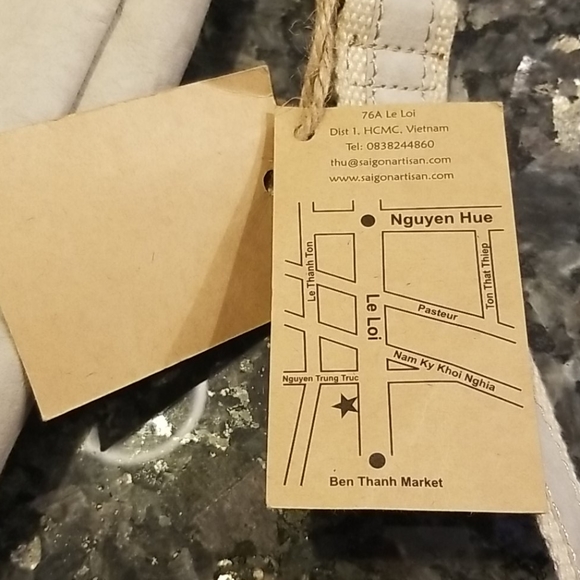 76A Le Loi
Dist 1, HCMC, Vietnam
Tel: 0838244860
thu@saigonartisan.com
www.saigonartisan.com
Nguyen Hue
Le Thanh Ton
Ton That Thiep
Le Loi
Pasteur
Nam Ky Khoi Nghia
Nguyen Trung Truc
Ben Thanh Market